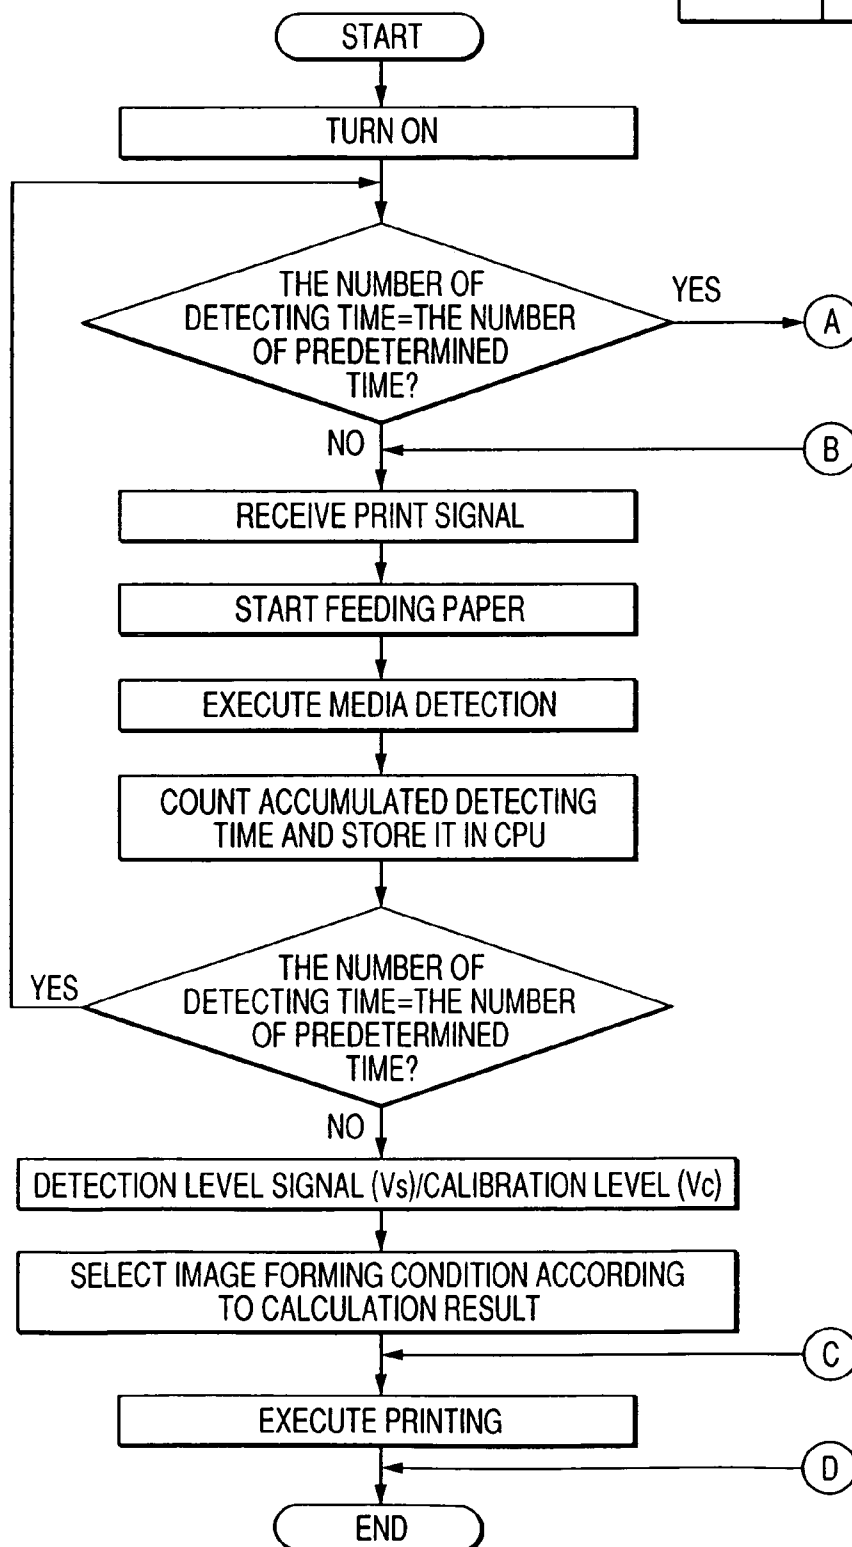 START
TURN ON
THE NUMBER OF
DETECTING TIME=THE NUMBER
OF PREDETERMINED
TIME?
YES
A
NO
B
RECEIVE PRINT SIGNAL
START FEEDING PAPER
EXECUTE MEDIA DETECTION
COUNT ACCUMULATED DETECTING
TIME AND STORE IT IN CPU
THE NUMBER OF
DETECTING TIME=THE NUMBER
OF PREDETERMINED
TIME?
YES
NO
DETECTION LEVEL SIGNAL (Vs)/CALIBRATION LEVEL (Vc)
SELECT IMAGE FORMING CONDITION ACCORDING
TO CALCULATION RESULT
C
EXECUTE PRINTING
D
END